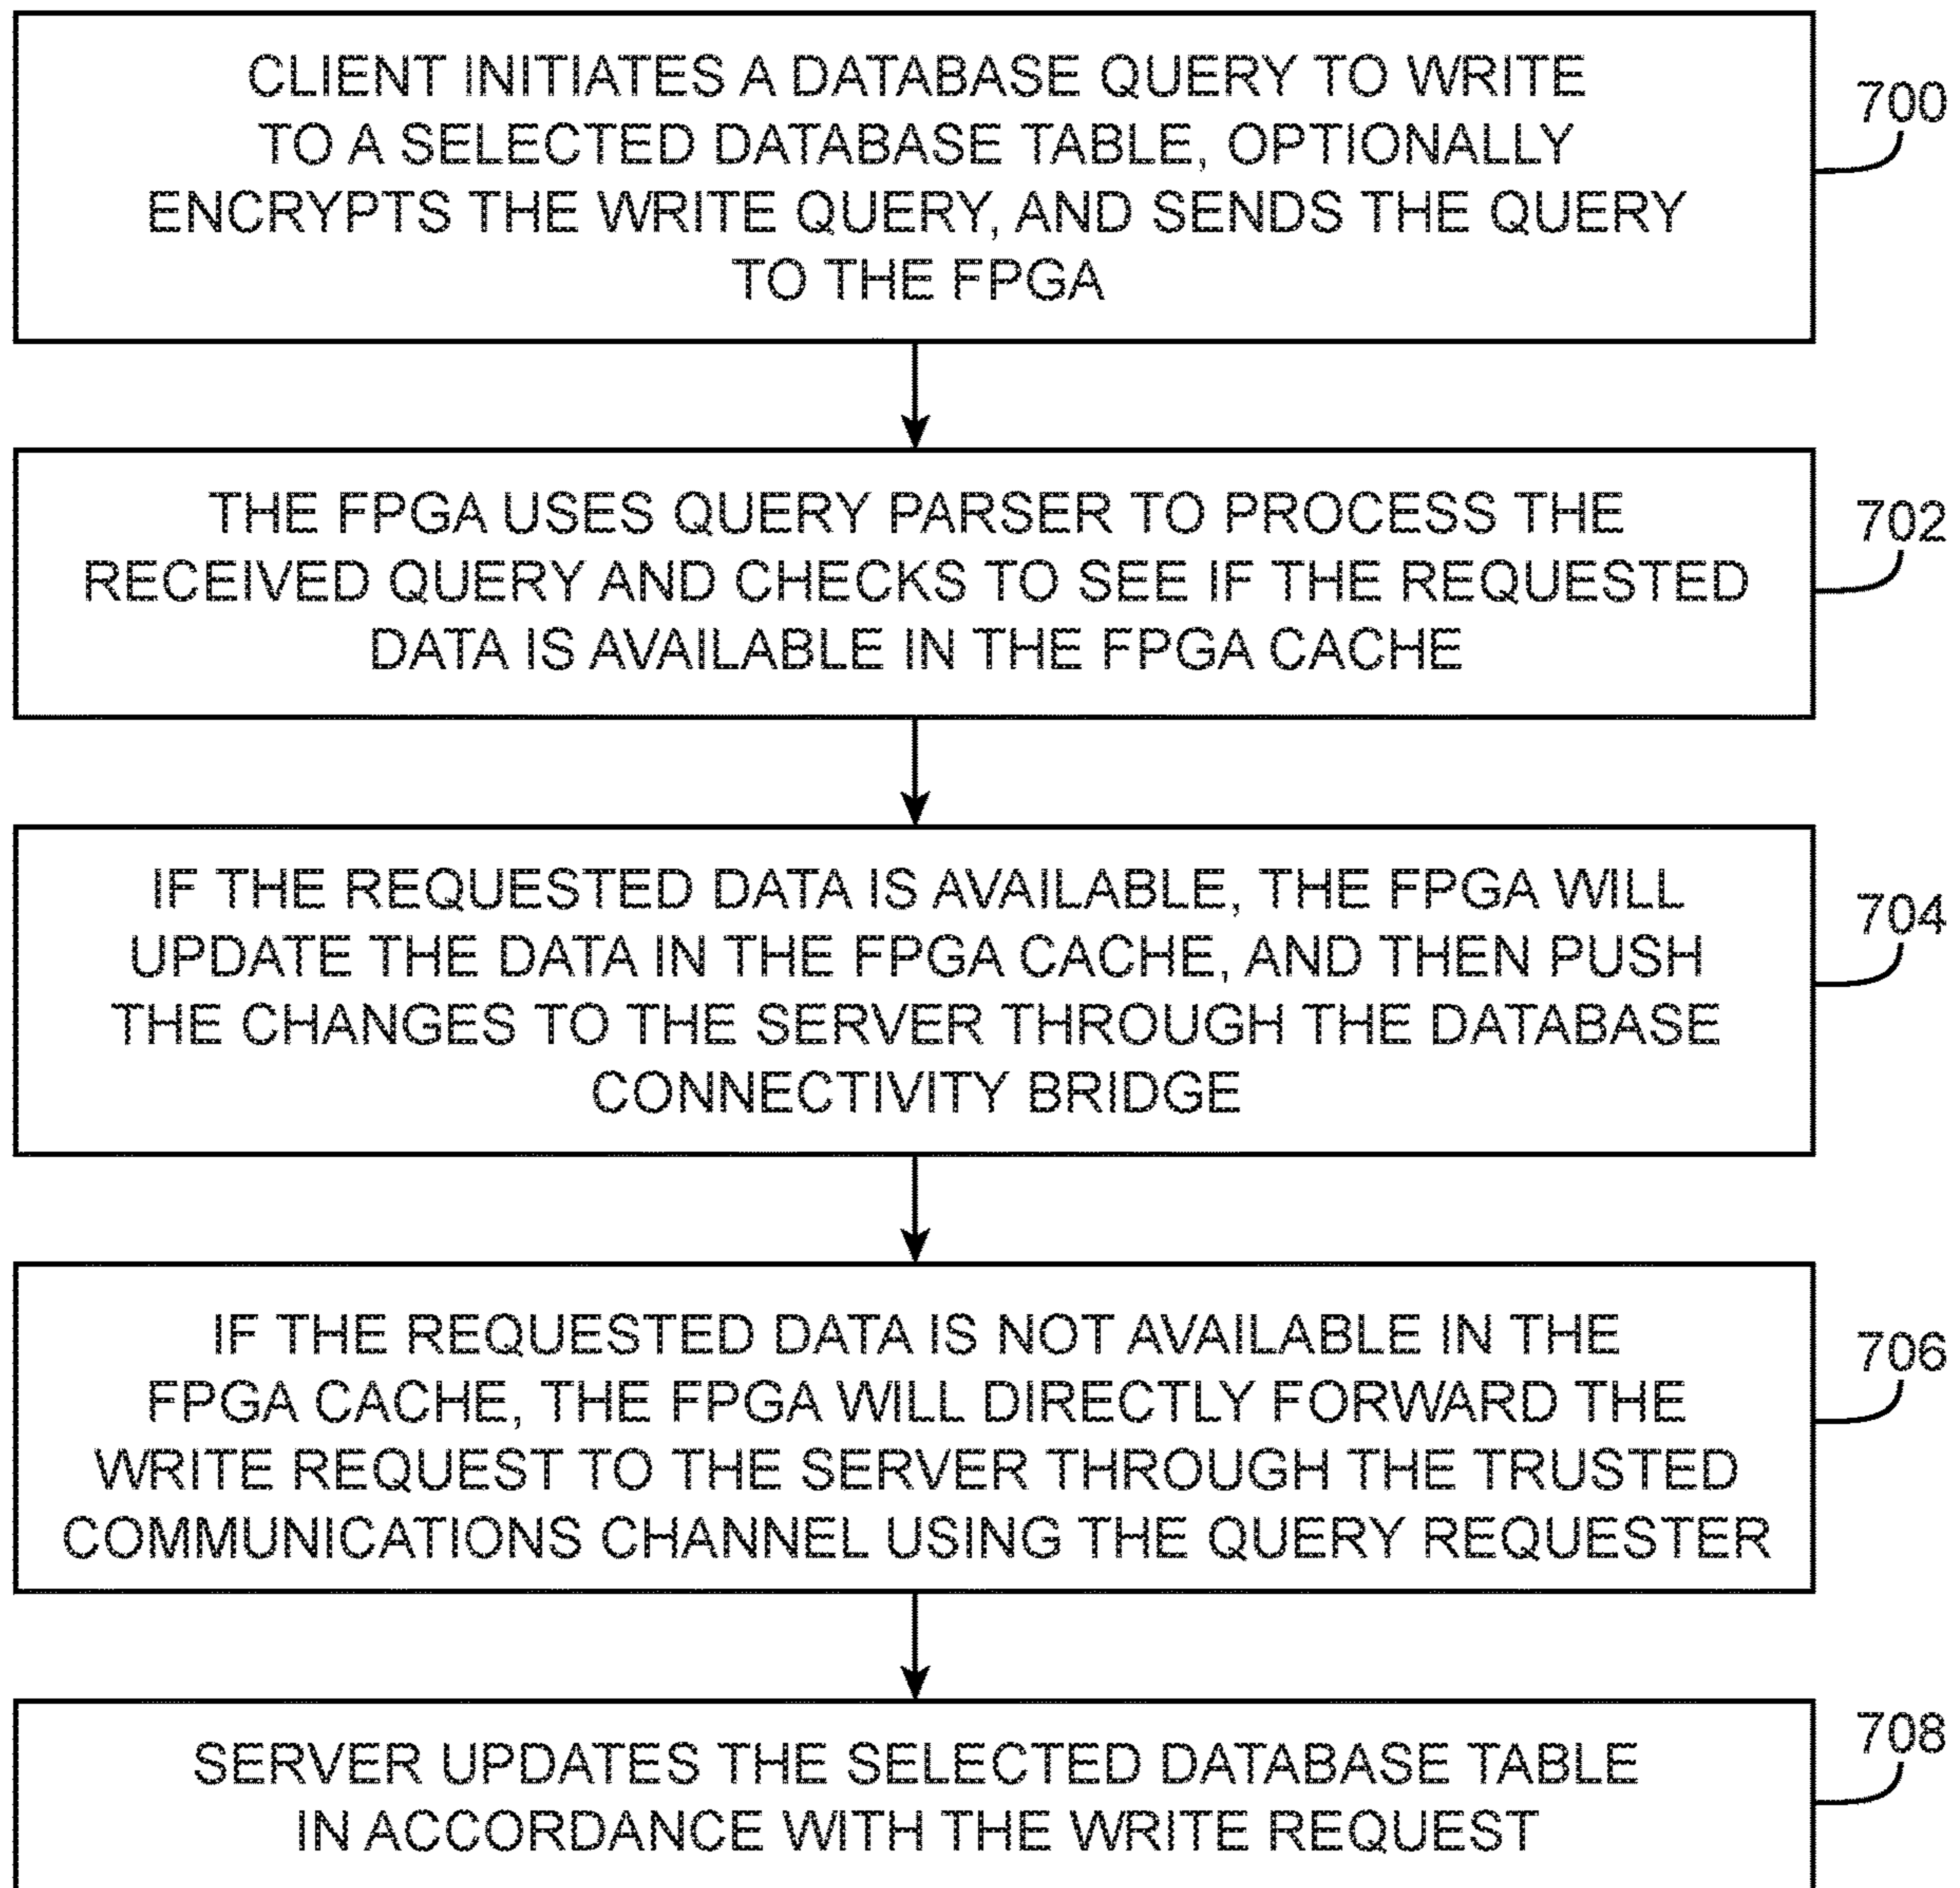 CLIENT INITIATES A DATABASE QUERY TO WRITE
TO A SELECTED DATABASE TABLE, OPTIONALLY
ENCRYPTS THE WRITE QUERY, AND SENDS THE QUERY
TO THE FPGA
700
THE FPGA USES QUERY PARSER TO PROCESS THE
RECEIVED QUERY AND CHECKS TO SEE IF THE REQUESTED
DATA IS AVAILABLE IN THE FPGA CACHE
702
IF THE REQUESTED DATA IS AVAILABLE, THE FPGA WILL
UPDATE THE DATA IN THE FPGA CACHE, AND THEN PUSH
THE CHANGES TO THE SERVER THROUGH THE DATABASE
CONNECTIVITY BRIDGE
704
IF THE REQUESTED DATA IS NOT AVAILABLE IN THE
FPGA CACHE, THE FPGA WILL DIRECTLY FORWARD THE
WRITE REQUEST TO THE SERVER THROUGH THE TRUSTED
COMMUNICATIONS CHANNEL USING THE QUERY REQUESTER
706
SERVER UPDATES THE SELECTED DATABASE TABLE
IN ACCORDANCE WITH THE WRITE REQUEST
708